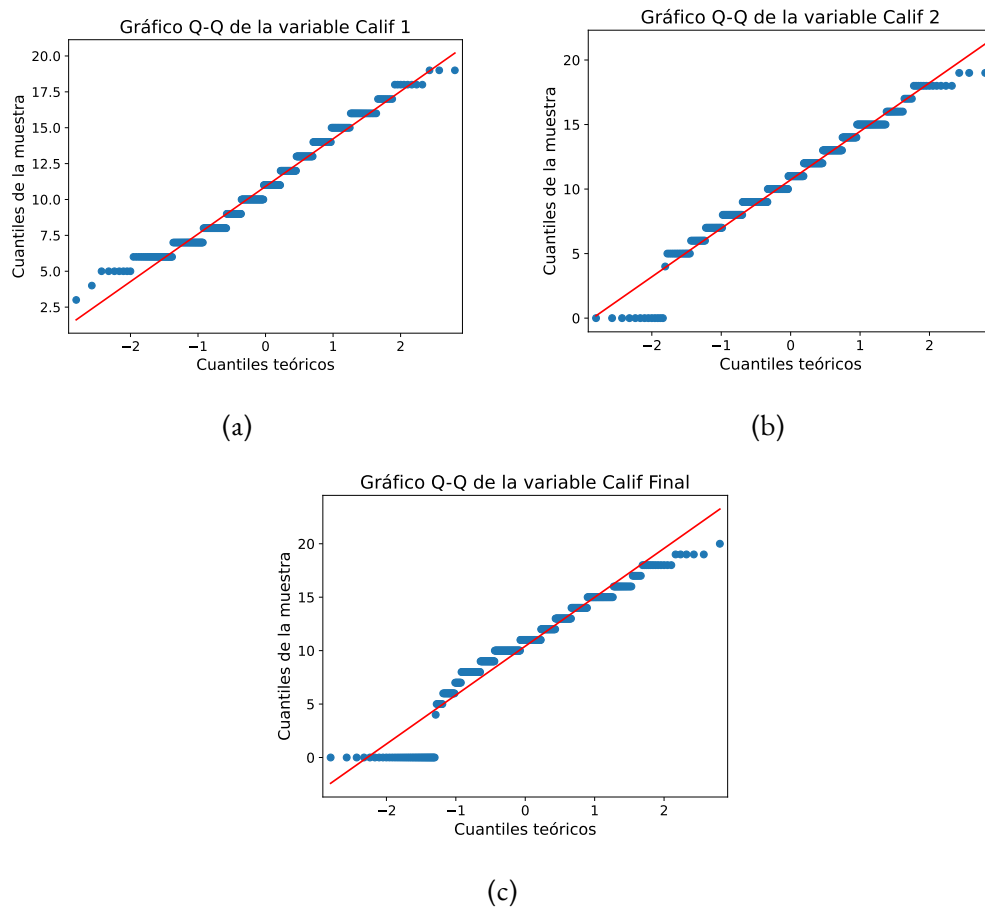 Gráfico Q-Q de la variable Calif 1
20.0
17.5
15.0
12.5
10.0
7.5
5.0
2.5
Cuantiles de la muestra
−2
−1
0
1
2
Cuantiles teóricos
(a)
Gráfico Q-Q de la variable Calif 2
20
15
10
5
0
Cuantiles de la muestra
−2
−1
0
1
2
Cuantiles teóricos
(b)
Gráfico Q-Q de la variable Calif Final
20
15
10
5
0
Cuantiles de la muestra
−2
−1
0
1
2
Cuantiles teóricos
(c)